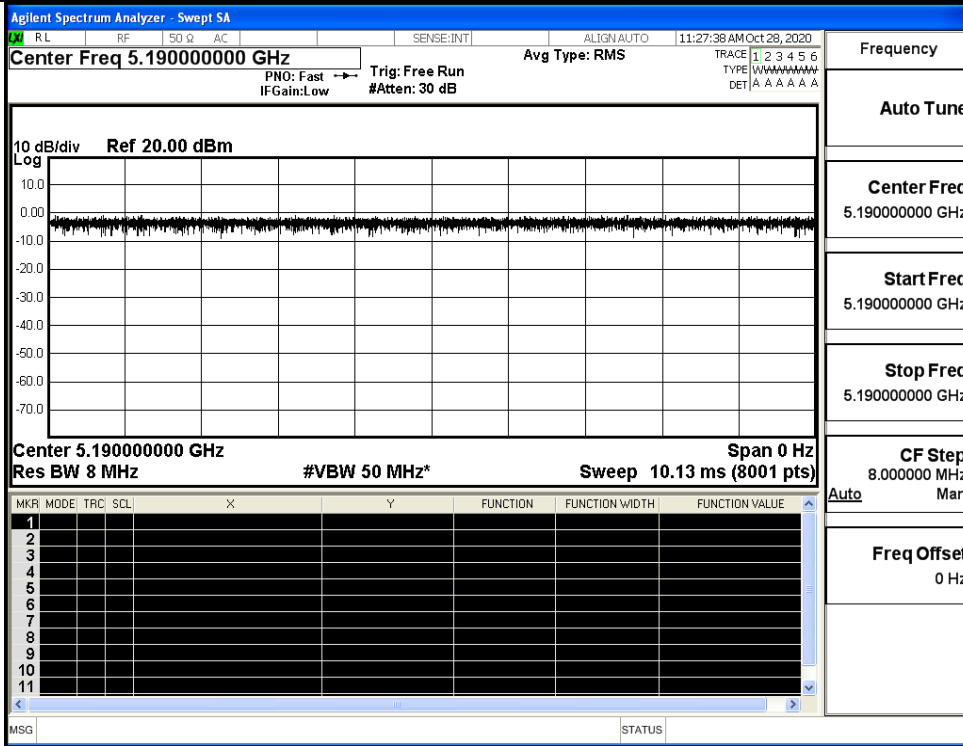 Agilent Spectrum Analyzer - Swept SA
LXI RL RF 50 Ω AC SENSE:INT ALIGN AUTO 11:27:38 AM Oct 28, 2020
Center Freq 5.190000000 GHz
PNO: Fast
IFGain:Low
Trig: Free Run
#Atten: 30 dB
Avg Type: RMS
TRACE 1 2 3 4 5 6
TYPE WWWWWW
DET A A A A A A
10 dB/div Ref 20.00 dBm
Log
10.0
0.00
-10.0
-20.0
-30.0
-40.0
-50.0
-60.0
-70.0
Center 5.190000000 GHz Span 0 Hz
Res BW 8 MHz #VBW 50 MHz* Sweep 10.13 ms (8001 pts)
MKR MODE TRC SCL X Y FUNCTION FUNCTION WIDTH FUNCTION VALUE
1
2
3
4
5
6
7
8
9
10
11
MSG STATUS
Frequency
Auto Tune
Center Freq
5.190000000 GHz
Start Freq
5.190000000 GHz
Stop Freq
5.190000000 GHz
CF Step
8.000000 MHz
Auto Man
Freq Offset
0 Hz